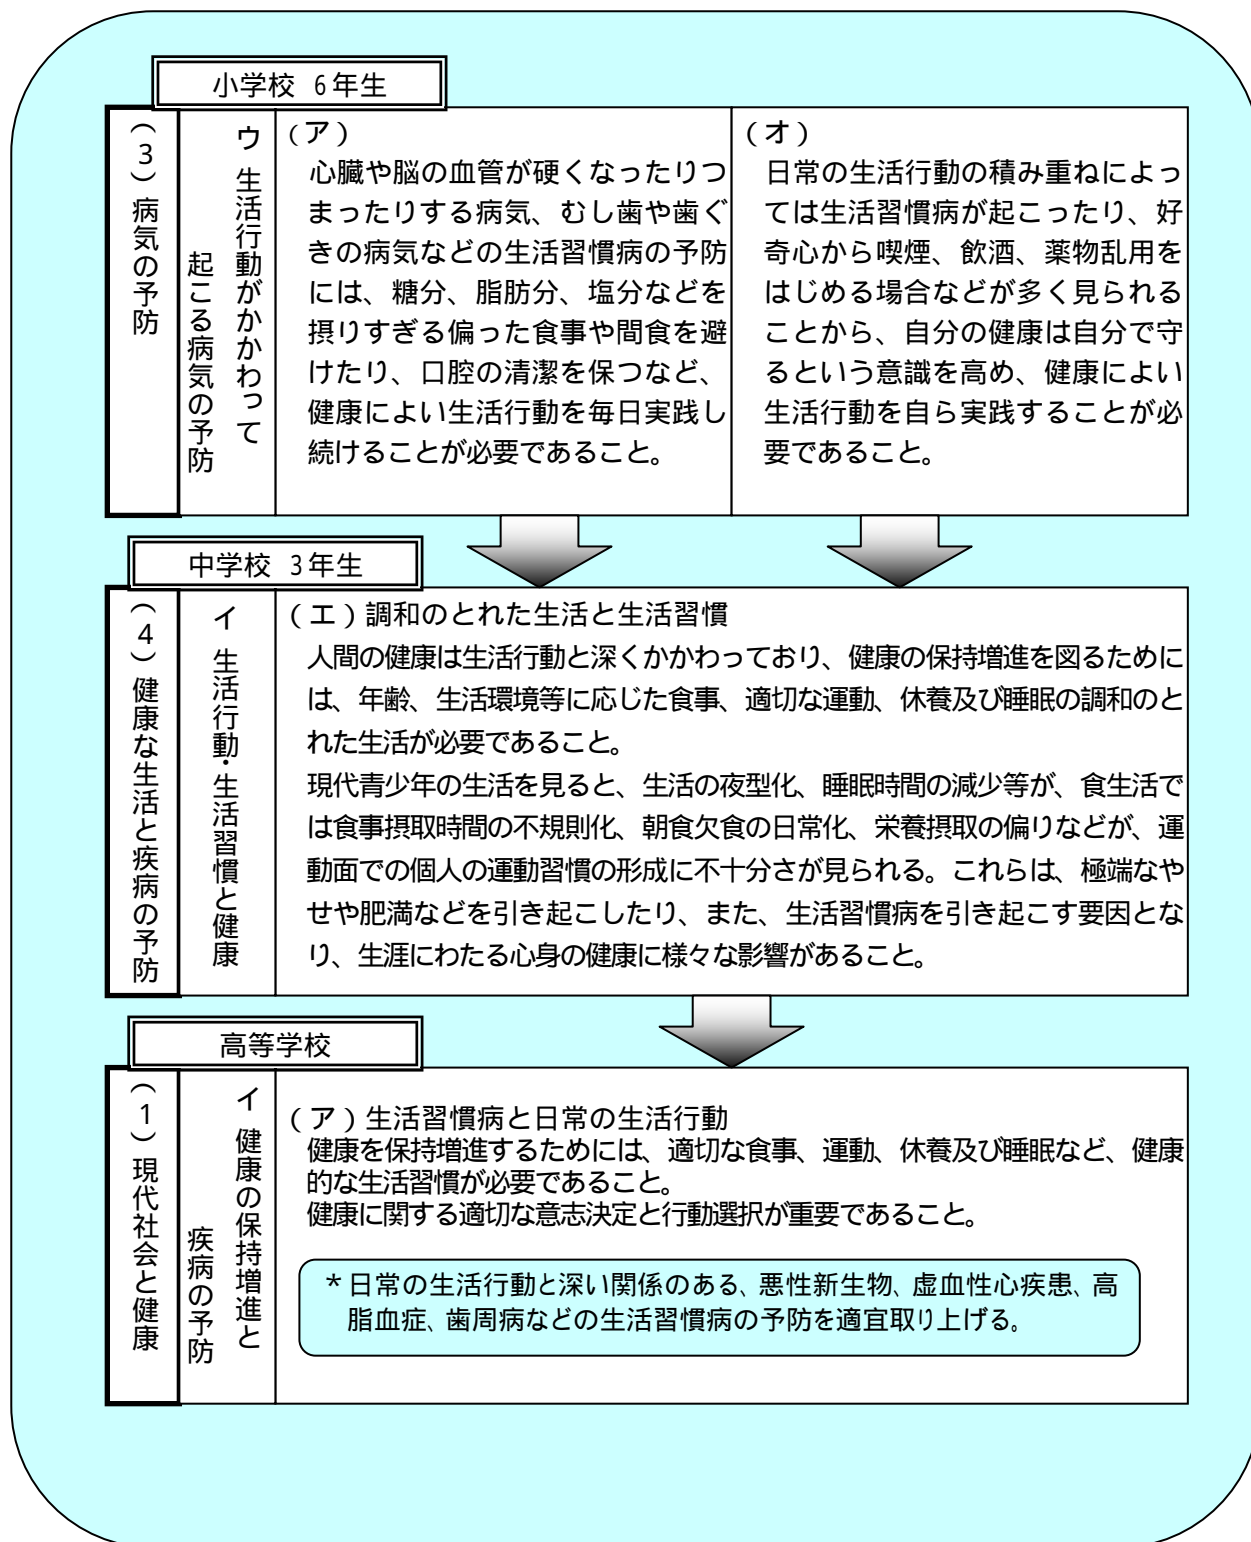 小学校 6年生
(3)病気の予防
ウ 生活行動がかかわって
起こる病気の予防
(ア)
心臓や脳の血管が硬くなったりつ
まったりする病気、むし歯や歯ぐ
きの病気などの生活習慣病の予防
には、糖分、脂肪分、塩分などを
摂りすぎる偏った食事や間食を避
けたり、口腔の清潔を保つなど、
健康によい生活行動を毎日実践し
続けることが必要であること。
(オ)
日常の生活行動の積み重ねによっ
ては生活習慣病が起こったり、好
奇心から喫煙、飲酒、薬物乱用を
はじめる場合などが多く見られる
ことから、自分の健康は自分で守
るという意識を高め、健康によい
生活行動を自ら実践することが必
要であること。
中学校 3年生
(4)健康な生活と疾病の予防
イ 生活行動・生活習慣と健康
(エ)調和のとれた生活と生活習慣
人間の健康は生活行動と深くかかわっており、健康の保持増進を図るために
は、年齢、生活環境等に応じた食事、適切な運動、休養及び睡眠の調和のと
れた生活が必要であること。
現代青少年の生活を見ると、生活の夜型化、睡眠時間の減少等が、食生活で
は食事摂取時間の不規則化、朝食欠食の日常化、栄養摂取の偏りなどが、運
動面での個人の運動習慣の形成に不十分さが見られる。これらは、極端なや
せや肥満などを引き起こしたり、また、生活習慣病を引き起こす要因とな
り、生涯にわたる心身の健康に様々な影響があること。
高等学校
(1)現代社会と健康
イ 健康の保持増進と
疾病の予防
(ア)生活習慣病と日常の生活行動
健康を保持増進するためには、適切な食事、運動、休養及び睡眠など、健康
的な生活習慣が必要であること。
健康に関する適切な意志決定と行動選択が重要であること。
*日常の生活行動と深い関係のある、悪性新生物、虚血性心疾患、高
脂血症、歯周病などの生活習慣病の予防を適宜取り上げる。